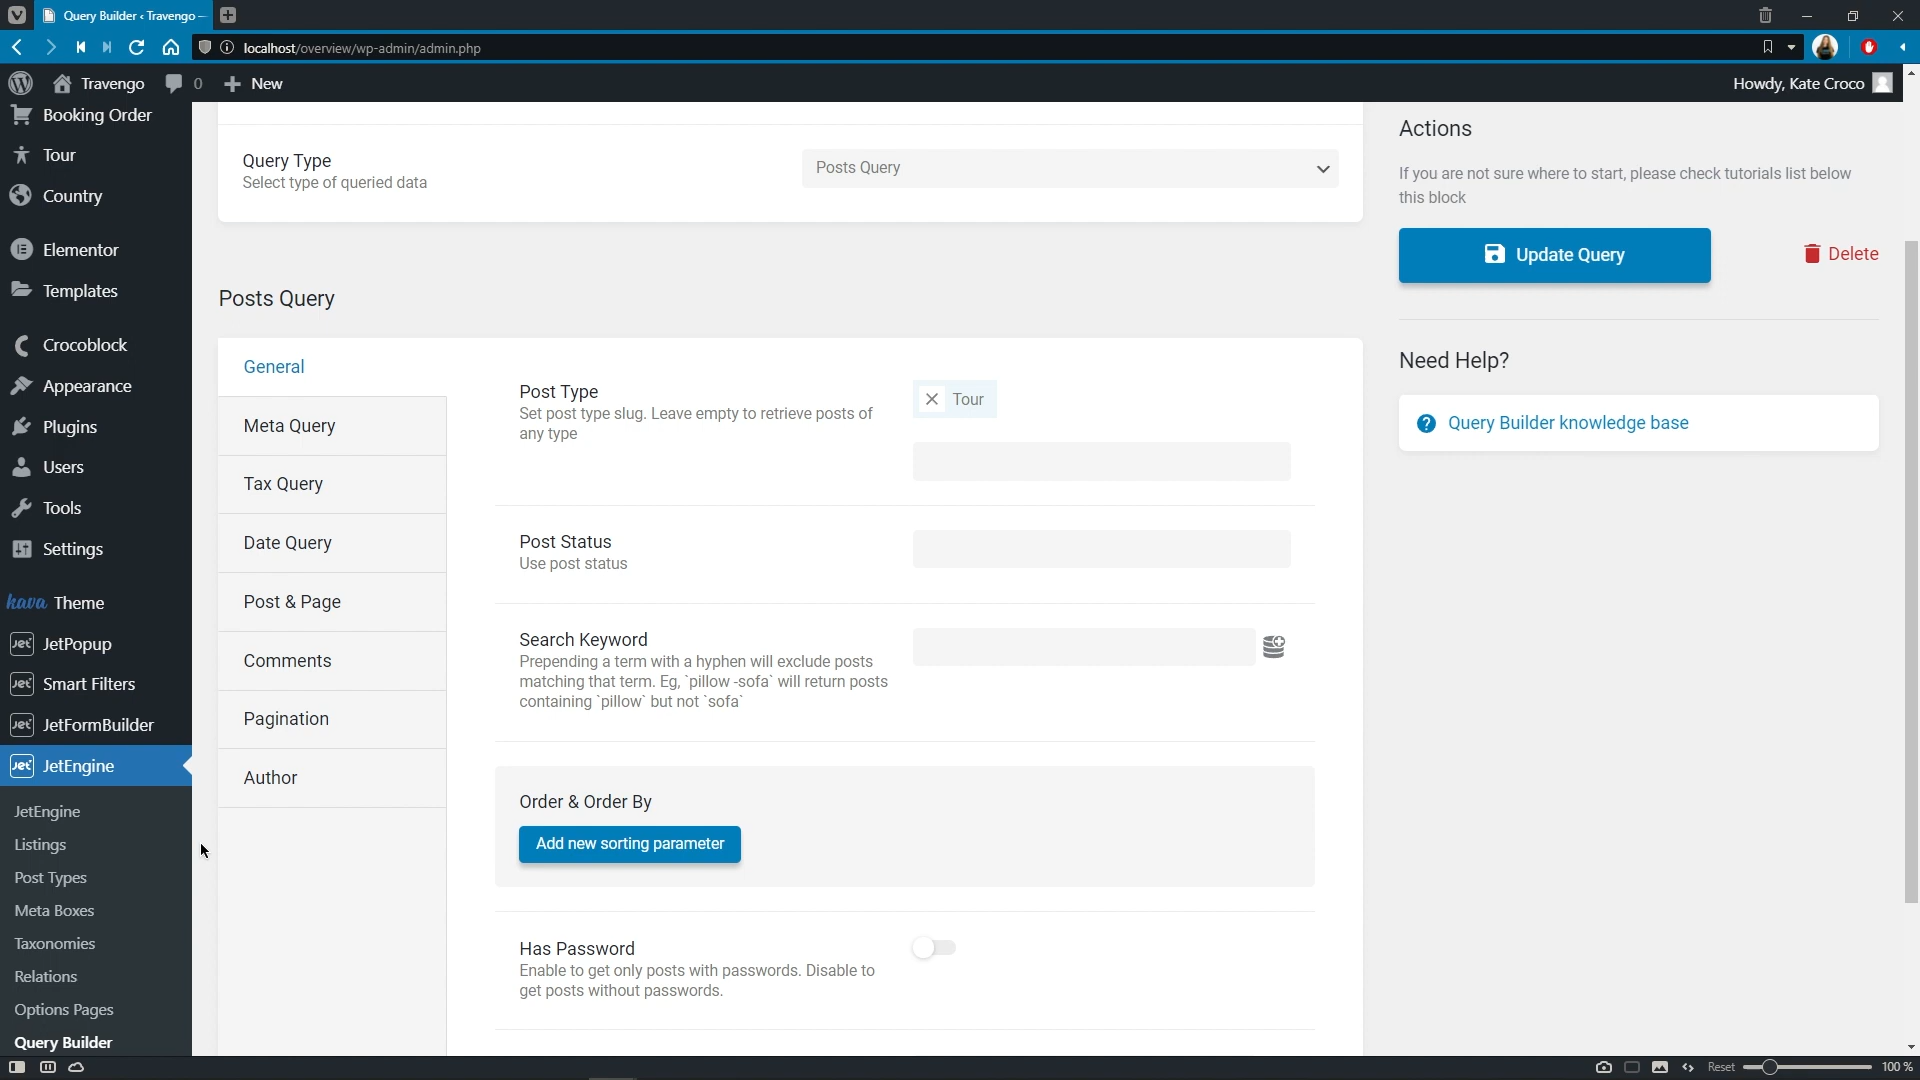 Query Builder ‹ Travengo —
localhost/overview/wp-admin/admin.php
Travengo
0
New
Howdy, Kate Croco
Booking Order
Tour
Country
Elementor
Templates
Crocoblock
Appearance
Plugins
Users
Tools
Settings
kava Theme
Jet JetPopup
Jet Smart Filters
Jet JetFormBuilder
Jet JetEngine
JetEngine
Listings
Post Types
Meta Boxes
Taxonomies
Relations
Options Pages
Query Builder
Query Type
Select type of queried data
Posts Query
Posts Query
General
Meta Query
Tax Query
Date Query
Post & Page
Comments
Pagination
Author
Post Type
Set post type slug. Leave empty to retrieve posts of
any type
Tour
Post Status
Use post status
Search Keyword
Prepending a term with a hyphen will exclude posts
matching that term. Eg, `pillow -sofa` will return posts
containing `pillow` but not `sofa`
Order & Order By
Add new sorting parameter
Has Password
Enable to get only posts with passwords. Disable to
get posts without passwords.
Actions
If you are not sure where to start, please check tutorials list below
this block
Update Query
Delete
Need Help?
Query Builder knowledge base
Reset
100 %